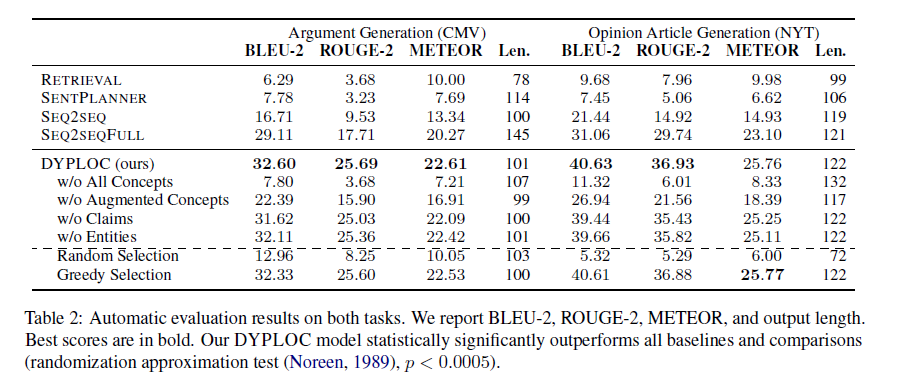 Argument Generation (CMV) Opinion Article Generation (NYT)
BLEU-2 ROUGE-2 METEOR Len. BLEU-2 ROUGE-2 METEOR Len.
RETRIEVAL 6.29 3.68 10.00 78 9.68 7.96 9.98 99
SENTPLANNER 7.78 3.23 7.69 114 7.45 5.06 6.62 106
SEQ2SEQ 16.71 9.53 13.34 100 21.44 14.92 14.93 119
SEQ2SEQFULL 29.11 17.71 20.27 145 31.06 29.74 23.10 121
DYPLOC (ours) 32.60 25.69 22.61 101 40.63 36.93 25.76 122
w/o All Concepts 7.80 3.68 7.21 107 11.32 6.01 8.33 132
w/o Augmented Concepts 22.39 15.90 16.91 99 26.94 21.56 18.39 117
w/o Claims 31.62 25.03 22.09 100 39.44 35.43 25.25 122
w/o Entities 32.11 25.36 22.42 101 39.66 35.82 25.11 122
Random Selection 12.96 8.25 10.05 103 5.32 5.29 6.00 72
Greedy Selection 32.33 25.60 22.53 100 40.61 36.88 25.77 122
Table 2: Automatic evaluation results on both tasks. We report BLEU-2, ROUGE-2, METEOR, and output length.
Best scores are in bold. Our DYPLOC model statistically significantly outperforms all baselines and comparisons
(randomization approximation test (Noreen, 1989), p < 0.0005).